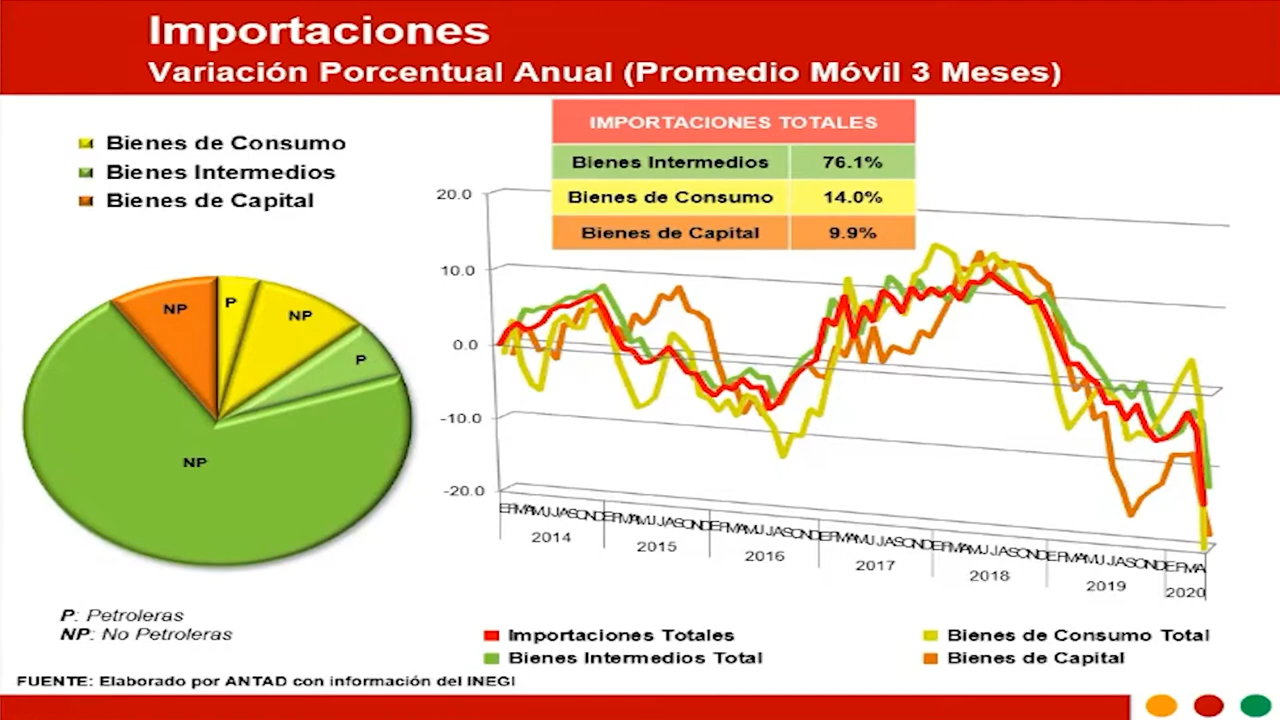 Importaciones
Variación Porcentual Anual (Promedio Móvil 3 Meses)
Bienes de Consumo
Bienes Intermedios
Bienes de Capital
IMPORTACIONES TOTALES
Bienes Intermedios 76.1%
Bienes de Consumo 14.0%
Bienes de Capital 9.9%
20.0
10.0
0.0
-10.0
-20.0
NP
P
NP
P
NP
EFMAMJJASONDEFMAMJJASONDEFMAMJJASONDEFMAMJJASONDEFMAMJJASONDEFMAMJJASONDEFMA
2014 2015 2016 2017 2018 2019 2020
P: Petroleras
NP: No Petroleras
Importaciones Totales
Bienes de Consumo Total
Bienes Intermedios Total
Bienes de Capital
FUENTE: Elaborado por ANTAD con información del INEGI